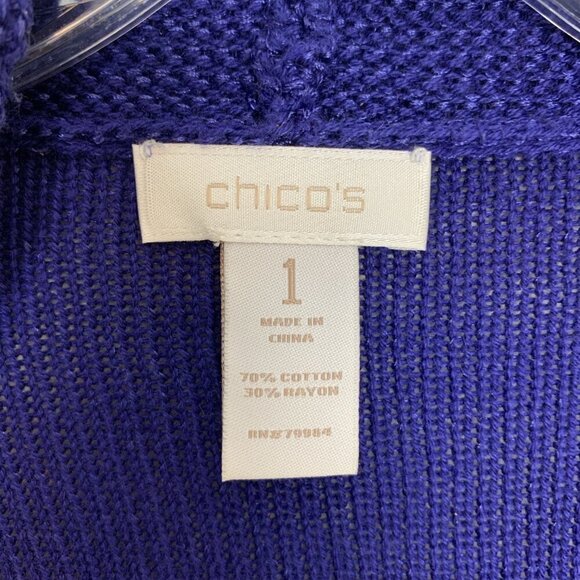 chico's
1
MADE IN
CHINA
70% COTTON
30% RAYON
RN#79984